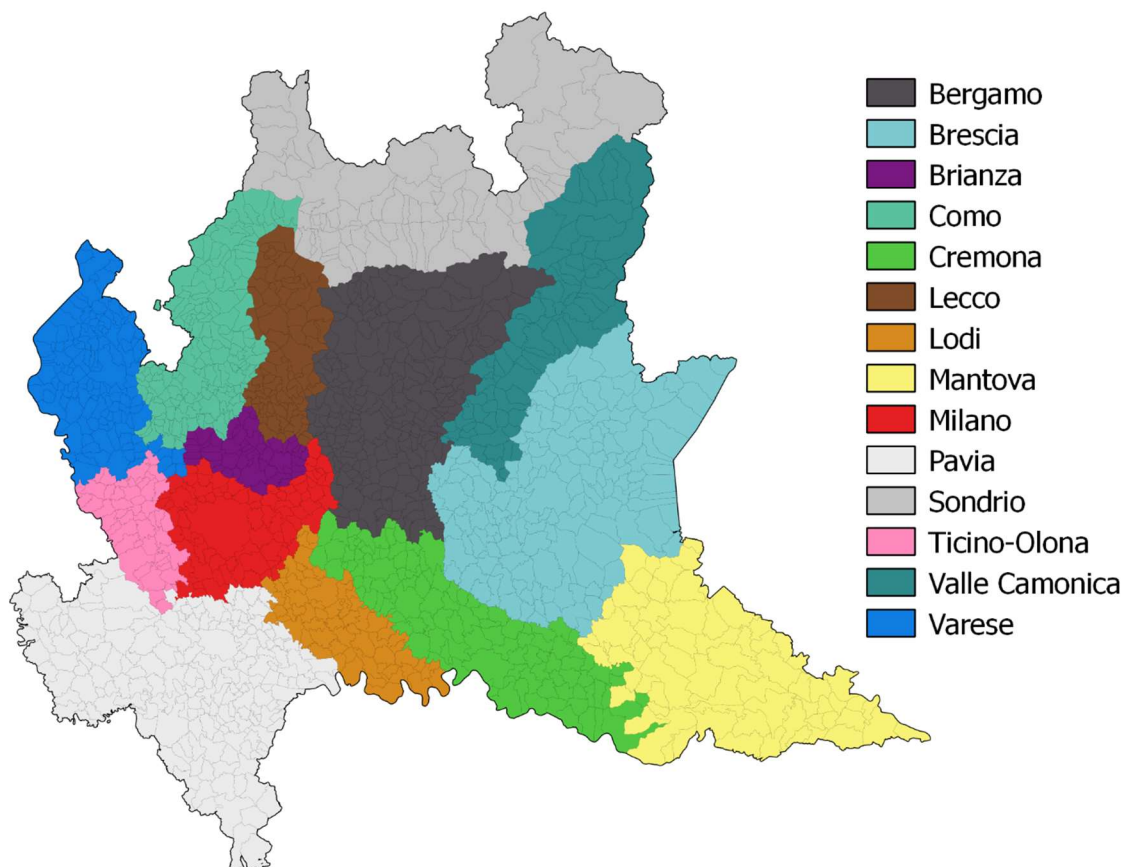 Bergamo
Brescia
Brianza
Como
Cremona
Lecco
Lodi
Mantova
Milano
Pavia
Sondrio
Ticino-Olona
Valle Camonica
Varese